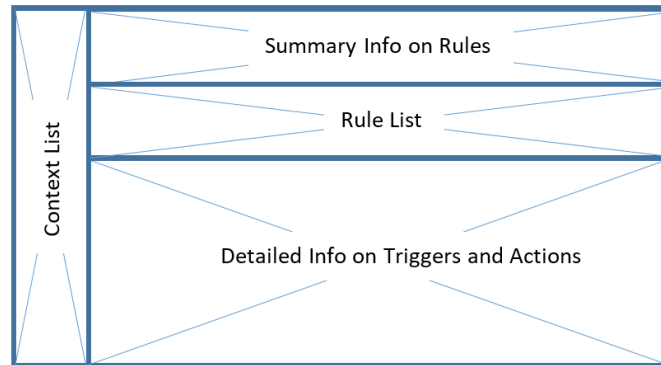 Context List
Summary Info on Rules
Rule List
Detailed Info on Triggers and Actions